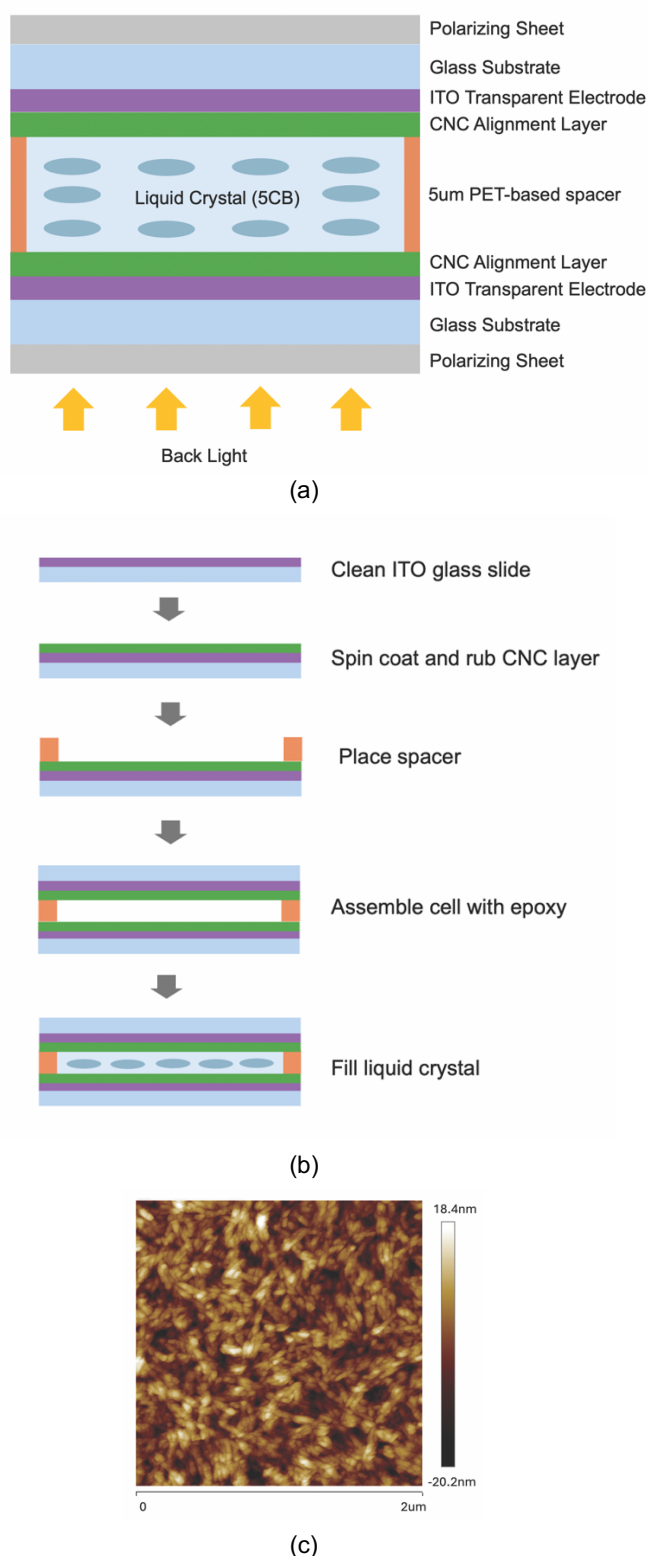 Polarizing Sheet
Glass Substrate
ITO Transparent Electrode
CNC Alignment Layer
Liquid Crystal (5CB)
5um PET-based spacer
CNC Alignment Layer
ITO Transparent Electrode
Glass Substrate
Polarizing Sheet
Back Light
(a)
Clean ITO glass slide
Spin coat and rub CNC layer
Place spacer
Assemble cell with epoxy
Fill liquid crystal
(b)
18.4nm
-20.2nm
0
2um
(c)